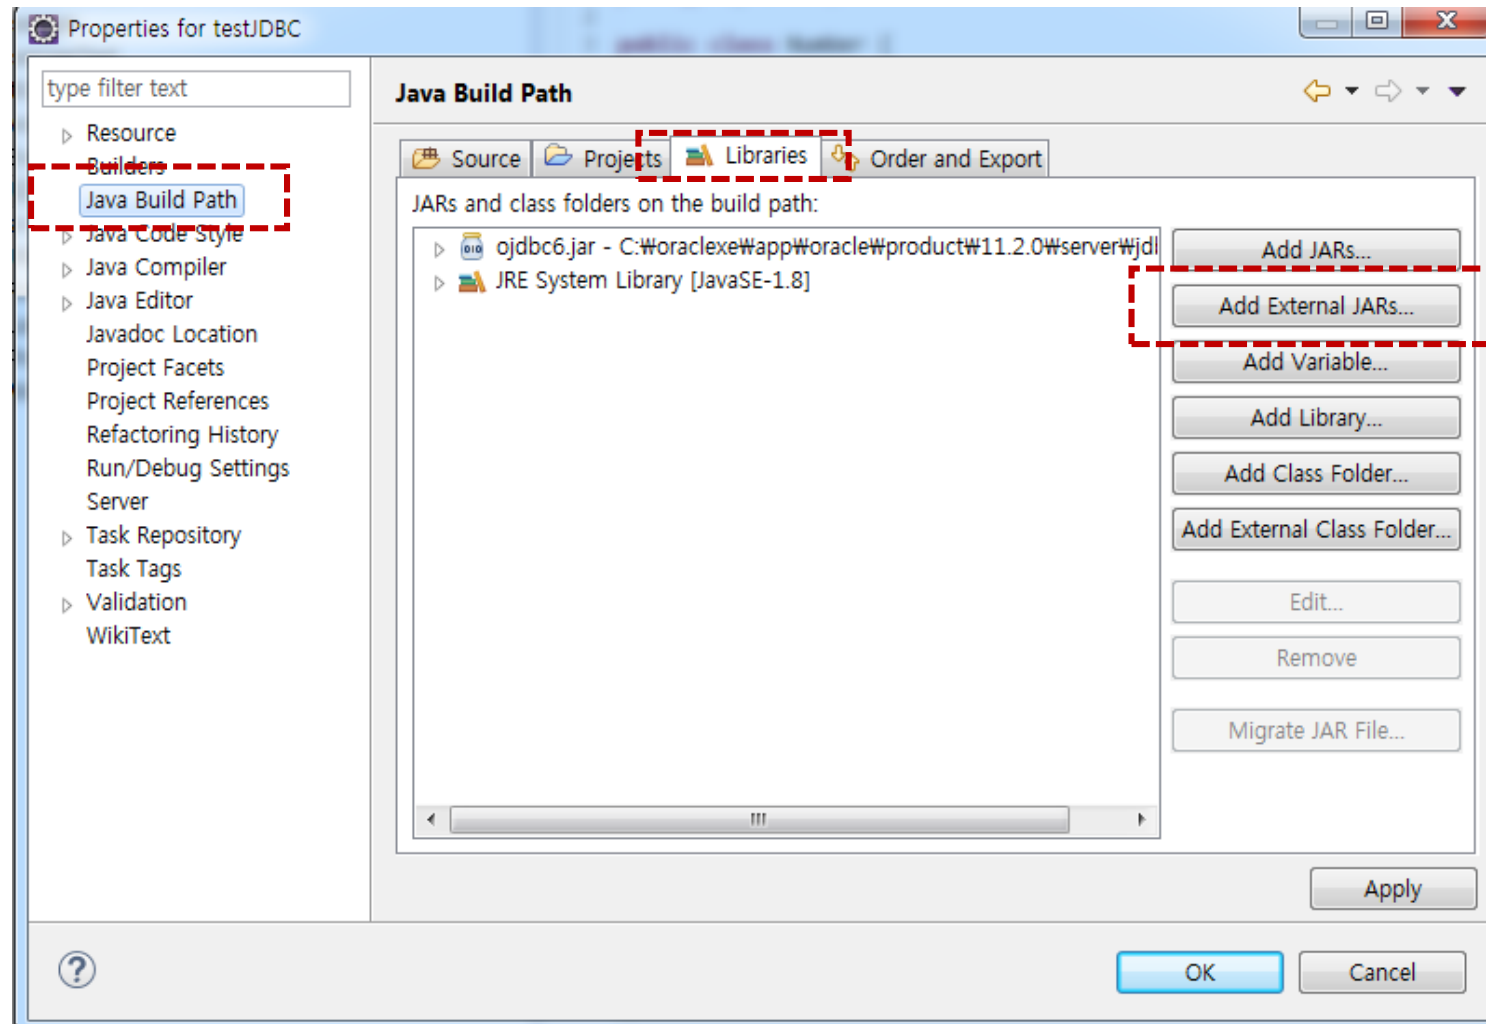 Properties for testJDBC
public class Number {
type filter text
Resource
Builders
Java Build Path
Java Code Style
Java Compiler
Java Editor
Javadoc Location
Project Facets
Project References
Refactoring History
Run/Debug Settings
Server
Task Repository
Task Tags
Validation
WikiText
Java Build Path
Source
Projects
Libraries
Order and Export
JARs and class folders on the build path:
ojdbc6.jar - C:₩oraclexe₩app₩oracle₩product₩11.2.0₩server₩jdl
JRE System Library [JavaSE-1.8]
Add JARs...
Add External JARs...
Add Variable...
Add Library...
Add Class Folder...
Add External Class Folder...
Edit...
Remove
Migrate JAR File...
Apply
OK
Cancel